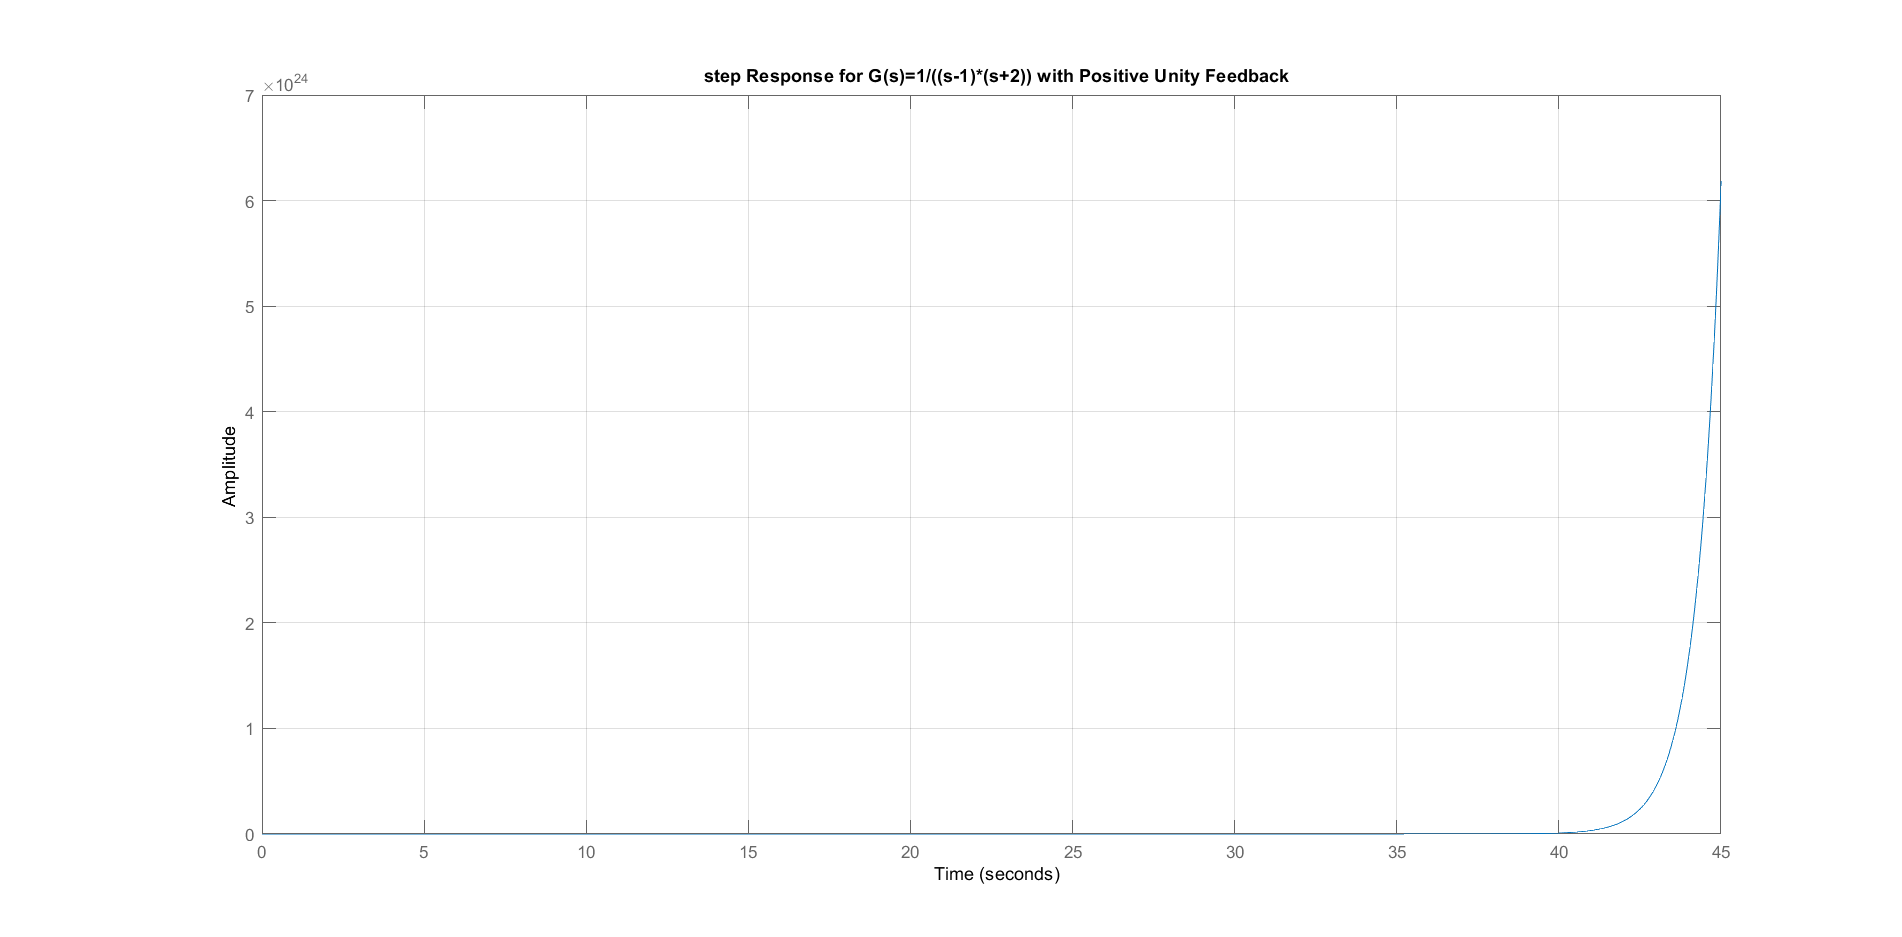 step Response for G(s)=1/((s-1)*(s+2)) with Positive Unity Feedback
×10^24
7
6
5
4
3
2
1
0
Amplitude
0 5 10 15 20 25 30 35 40 45
Time (seconds)